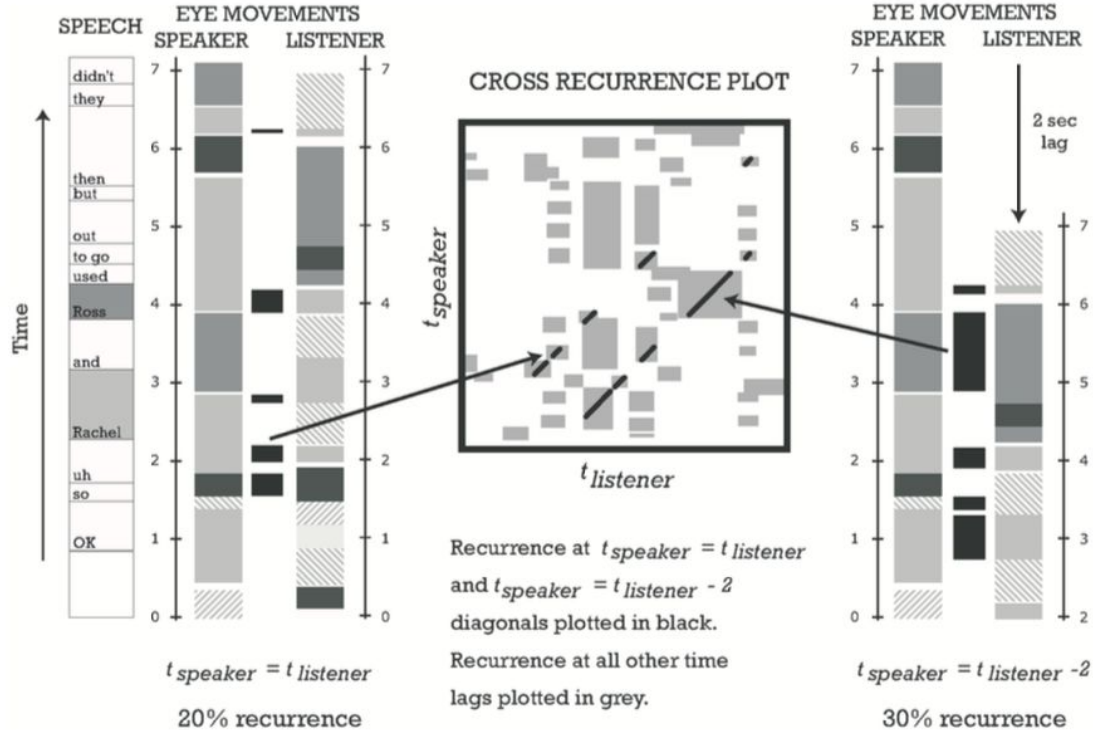 SPEECH
EYE MOVEMENTS
SPEAKER LISTENER
didn't
they
then
but
out
to go
used
Ross
and
Rachel
uh
so
OK
Time
7
6
5
4
3
2
1
0
7
6
5
4
3
2
1
0
t speaker = t listener
20% recurrence
CROSS RECURRENCE PLOT
t speaker
t listener
Recurrence at t speaker = t listener
and t speaker = t listener - 2
diagonals plotted in black.
Recurrence at all other time
lags plotted in grey.
EYE MOVEMENTS
SPEAKER LISTENER
2 sec
lag
7
6
5
4
3
2
1
0
7
6
5
4
3
2
t speaker = t listener -2
30% recurrence